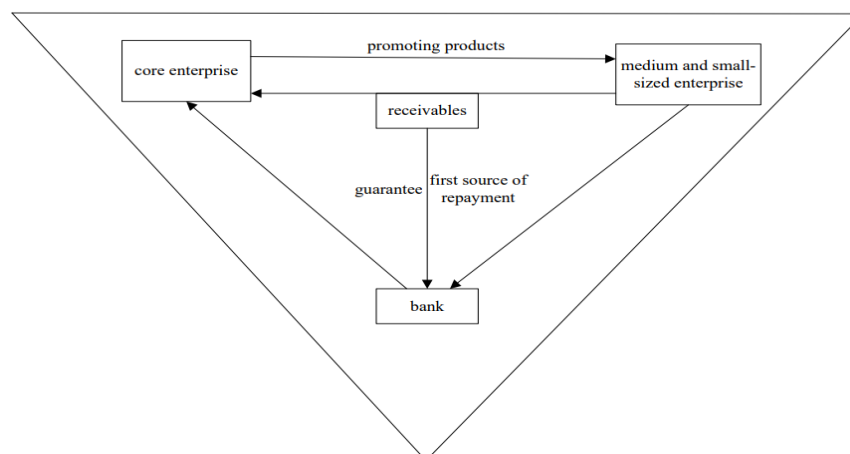 promoting products
core enterprise
medium and small-
sized enterprise
receivables
guarantee
first source of
repayment
bank